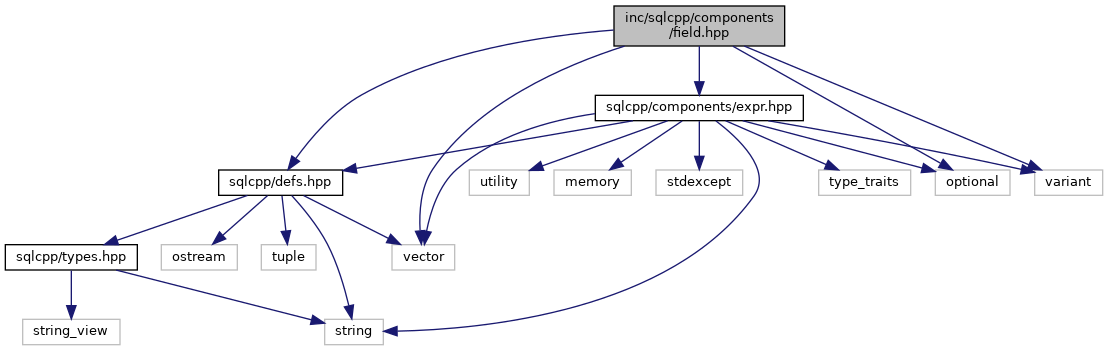 inc/sqlcpp/components
/field.hpp
sqlcpp/components/expr.hpp
sqlcpp/defs.hpp
utility
memory
stdexcept
type_traits
optional
variant
sqlcpp/types.hpp
ostream
tuple
vector
string_view
string